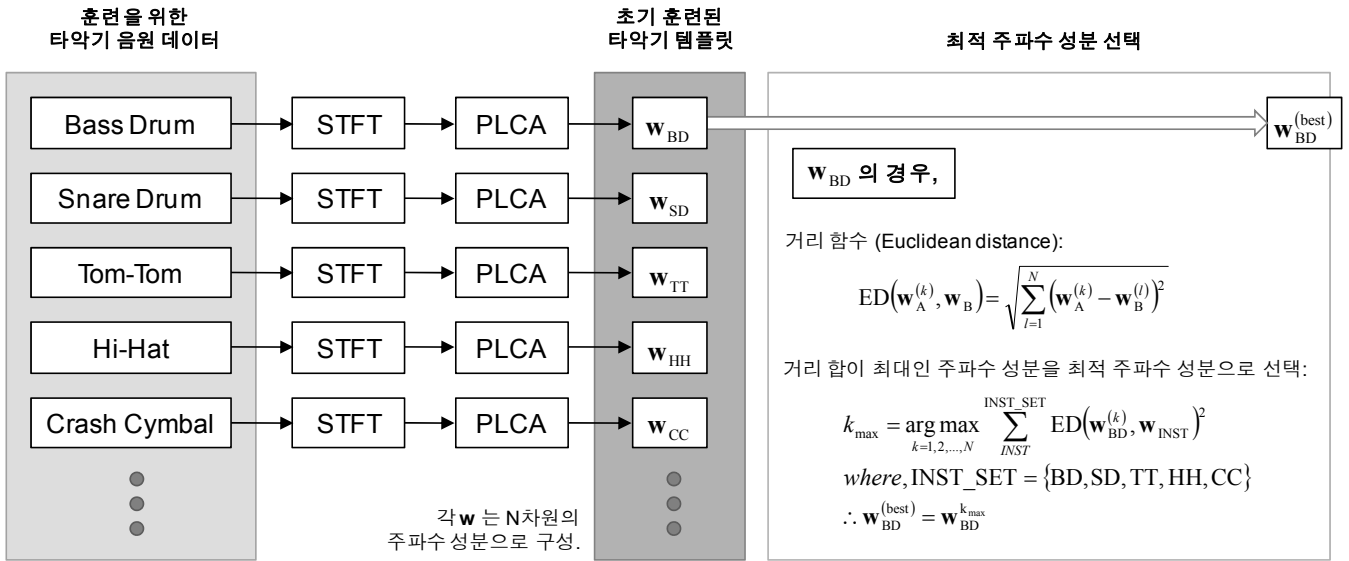 훈련을 위한
타악기 음원 데이터
초기 훈련된
타악기 템플릿
최적 주파수 성분 선택
Bass Drum STFT PLCA w_BD w_BD^(best)
Snare Drum STFT PLCA w_SD
Tom-Tom STFT PLCA w_TT
Hi-Hat STFT PLCA w_HH
Crash Cymbal STFT PLCA w_CC
각 w 는 N차원의
주파수 성분으로 구성.
w_BD 의 경우,
거리 함수 (Euclidean distance):
ED(w_A^(k), w_B) = √(∑_{l=1}^{N} (w_A^(k) − w_B^(l))^2)
거리 합이 최대인 주파수 성분을 최적 주파수 성분으로 선택:
k_max = arg max_{k=1,2,...,N} ∑_{INST}^{INST_SET} ED(w_BD^(k), w_INST)^2
where, INST_SET = {BD, SD, TT, HH, CC}
∴ w_BD^(best) = w_BD^{k_max}